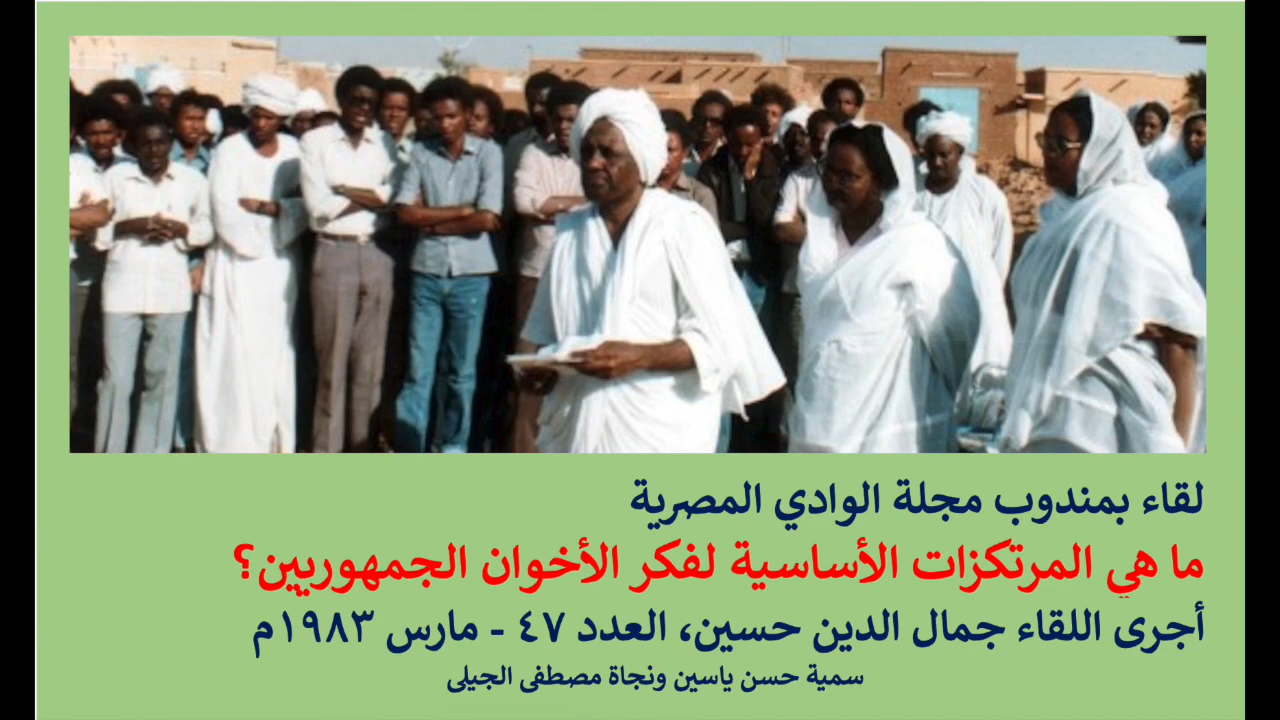 لقاء بمندوب مجلة الوادي المصرية
ما هي المرتكزات الأساسية لفكر الأخوان الجمهوريين؟
أجرى اللقاء جمال الدين حسين، العدد ٤٧ - مارس ١٩٨٣م
سمية حسن ياسين ونجاة مصطفى الجيلى